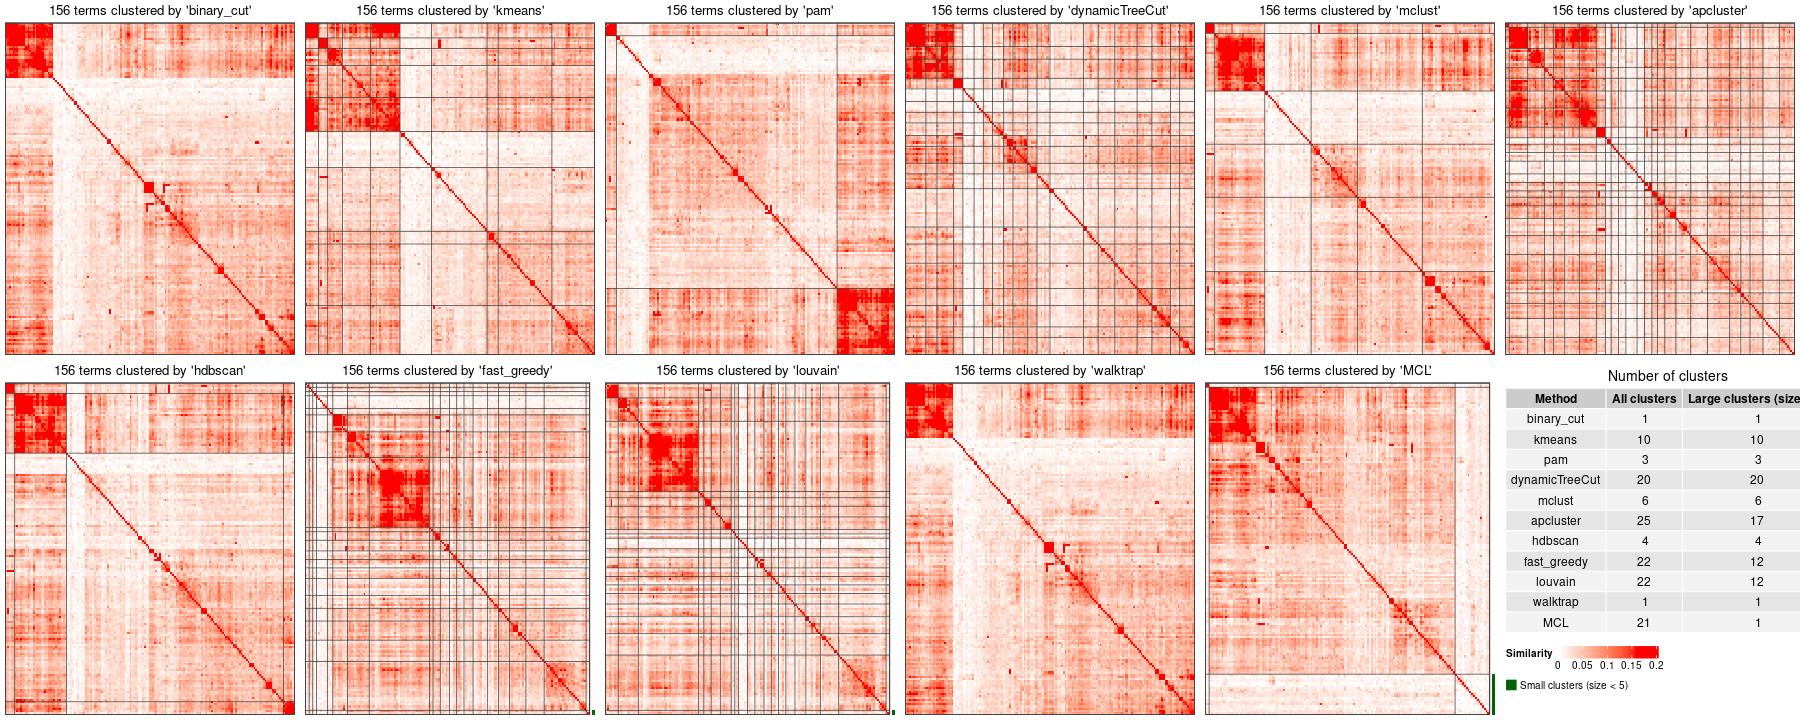 156 terms clustered by 'binary_cut'
156 terms clustered by 'kmeans'
156 terms clustered by 'pam'
156 terms clustered by 'dynamicTreeCut'
156 terms clustered by 'mclust'
156 terms clustered by 'apcluster'
156 terms clustered by 'hdbscan'
156 terms clustered by 'fast_greedy'
156 terms clustered by 'louvain'
156 terms clustered by 'walktrap'
156 terms clustered by 'MCL'
Number of clusters
Method All clusters Large clusters (size
binary_cut 1 1
kmeans 10 10
pam 3 3
dynamicTreeCut 20 20
mclust 6 6
apcluster 25 17
hdbscan 4 4
fast_greedy 22 12
louvain 22 12
walktrap 1 1
MCL 21 1
Similarity
0 0.05 0.1 0.15 0.2
Small clusters (size < 5)